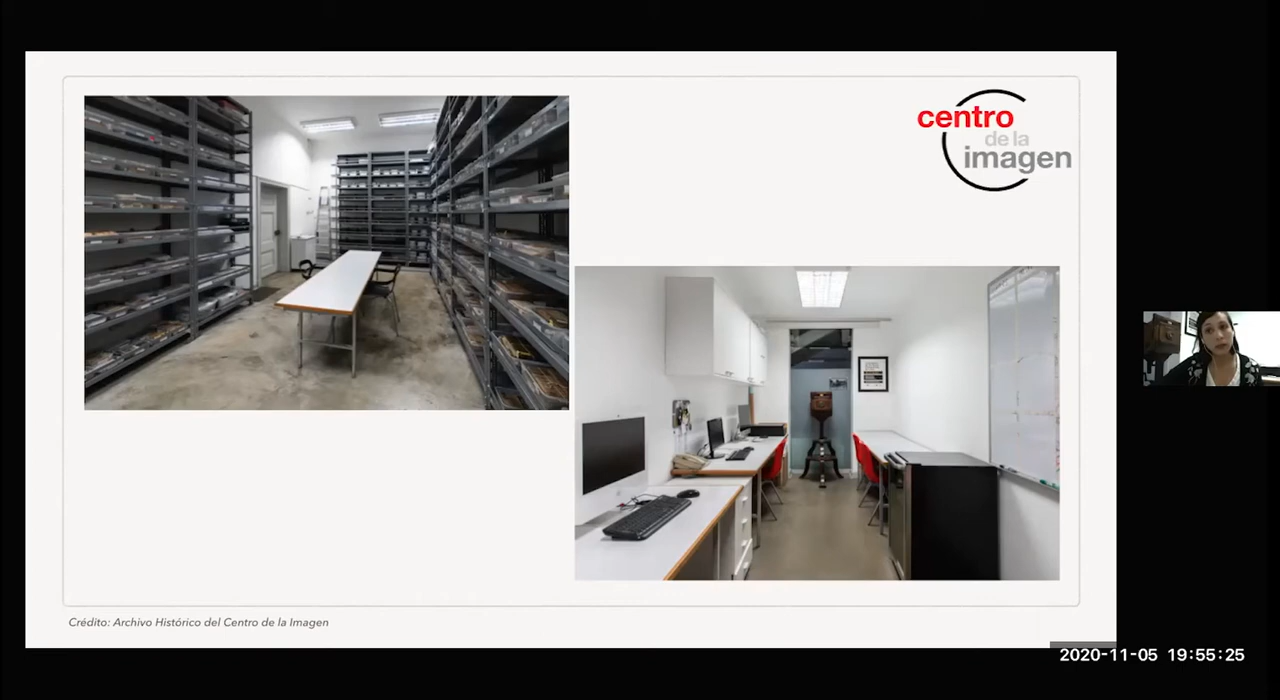 centro
de la
imagen
Crédito: Archivo Histórico del Centro de la Imagen
2020-11-05 19:55:25